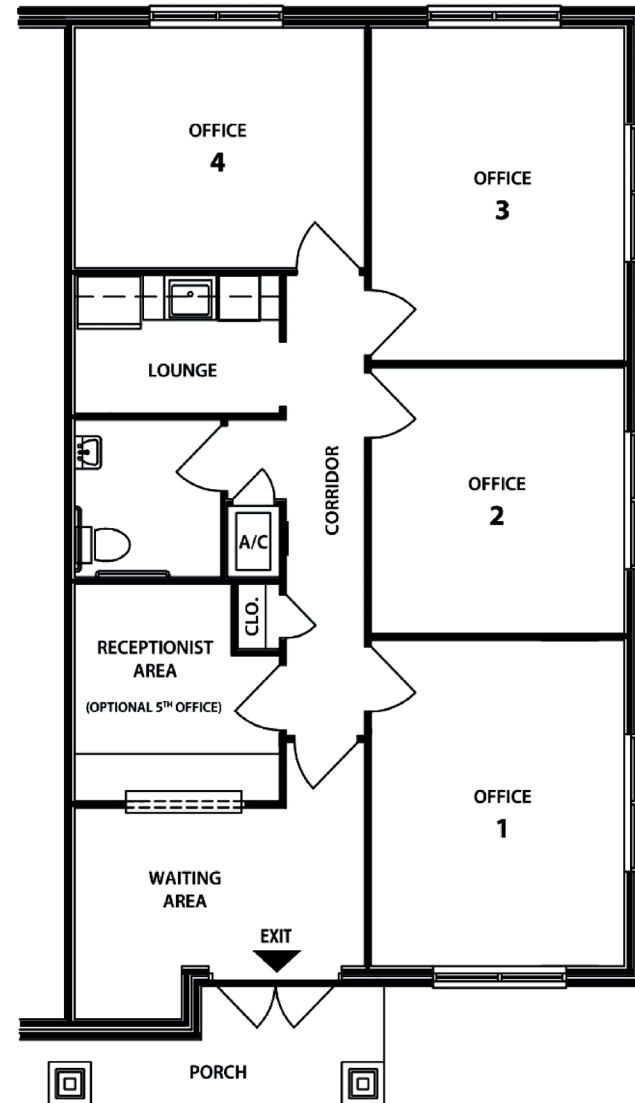 OFFICE
4
OFFICE
3
LOUNGE
CORRIDOR
OFFICE
2
A/C
CLO.
RECEPTIONIST
AREA
(OPTIONAL 5TH OFFICE)
OFFICE
1
WAITING
AREA
EXIT
PORCH